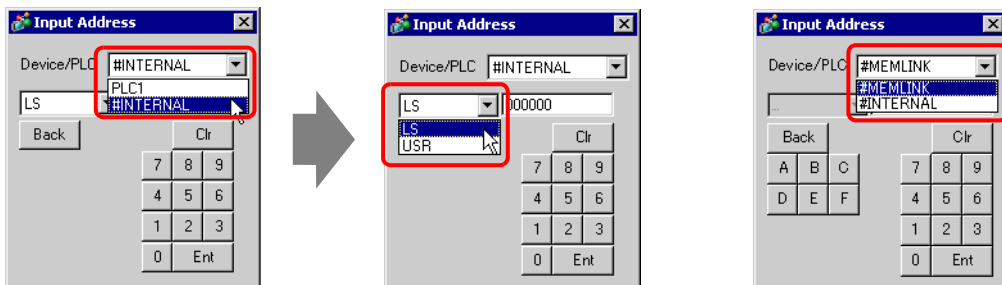 Input Address
Device/PLC #INTERNAL
PLC1
LS #INTERNAL
Back Clr
7 8 9
4 5 6
1 2 3
0 Ent
Input Address
Device/PLC #INTERNAL
LS 000000
LS
USR
Clr
7 8 9
4 5 6
1 2 3
0 Ent
Input Address
Device/PLC #MEMLINK
#MEMLINK
... #INTERNAL
Back Clr
A B C 7 8 9
D E F 4 5 6
1 2 3
0 Ent